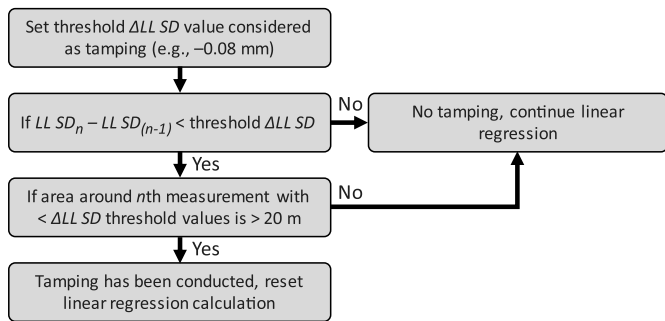 Set threshold ΔLL SD value considered
as tamping (e.g., –0.08 mm)
If LL SDn – LL SD(n-1) < threshold ΔLL SD
No
No tamping, continue linear
regression
Yes
If area around nth measurement with
< ΔLL SD threshold values is > 20 m
No
Yes
Tamping has been conducted, reset
linear regression calculation